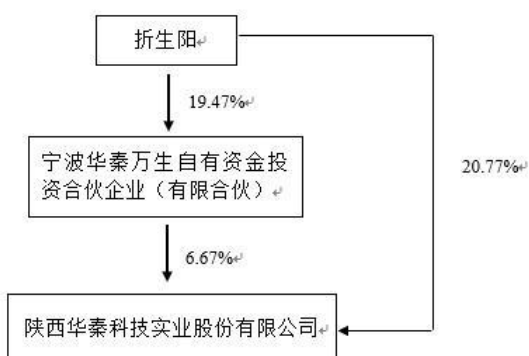 折生阳
19.47%
宁波华秦万生自有资金投
资合伙企业（有限合伙）
20.77%
6.67%
陕西华秦科技实业股份有限公司